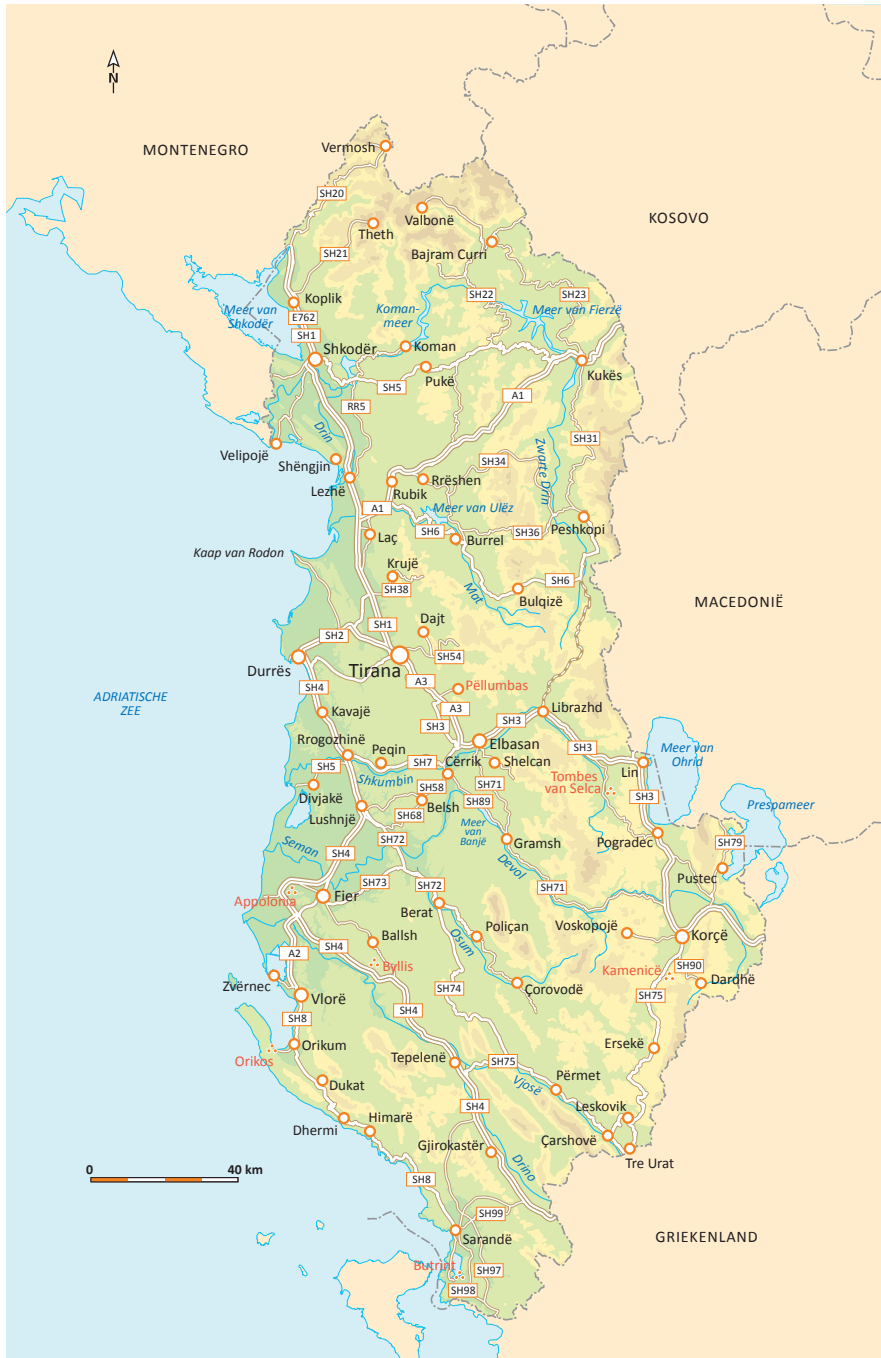 N
MONTENEGRO
Vermosh
SH20
Valbonë
KOSOVO
Theth
Bajram Curri
SH21
SH22
SH23
Koplik
Meer van
Shkodër
Koman-
meer
Meer van Fierzë
E762
SH1
Shkodër
Koman
Pukë
Kukës
SH5
A1
RR5
Drin
SH31
Velipojë
Shëngjin
Zwarte Drin
SH34
Lezhë
Rubik
Rrëshen
A1
Meer van Ulëz
Peshkopi
SH6
SH36
Laç
Burrel
Kaap van Rodon
Krujë
SH38
Mat
SH6
Bulqizë
MACEDONIË
SH1
Dajt
SH2
SH54
Durrës
Tirana
A3
Pëllumbas
SH4
ADRIATISCHE
ZEE
Kavajë
A3
Librazhd
SH3
SH3
Rrogozhinë
Elbasan
SH3
Meer van
Ohrid
Peqin
SH7
Shelcan
Lin
SH5
Cërrik
Shkumbin
SH58
SH71
Tombes
van Selca
Divjakë
Belsh
SH89
SH3
Prespameer
Lushnjë
SH68
Meer
van
Banjë
Seman
SH72
Gramsh
Pogradec
SH79
SH4
Devol
Pustec
SH73
SH72
SH71
Appolonia
Fier
Berat
Poliçan
Voskopojë
Korçë
Ballsh
Osum
SH4
A2
Byllis
Kamenicë
SH90
Zvërnec
Çorovodë
Dardhë
SH74
SH75
Vlorë
SH4
SH8
Orikum
Ersekë
Orikos
Tepelenë
SH75
Dukat
Vjosë
Përmet
SH4
Leskovik
Himarë
Dhermi
Çarshovë
Gjirokastër
Tre Urat
0
40 km
Drino
SH8
SH99
Sarandë
GRIEKENLAND
Butrint
SH97
SH98